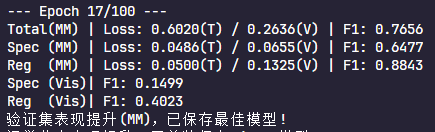 --- Epoch 17/100 ---
Total(MM) | Loss: 0.6020(T) / 0.2636(V) | F1: 0.7656
Spec (MM) | Loss: 0.0486(T) / 0.0655(V) | F1: 0.6477
Reg  (MM) | Loss: 0.0500(T) / 0.1325(V) | F1: 0.8843
Spec (Vis)| F1: 0.1499
Reg  (Vis)| F1: 0.4023
验证集表现提升(MM),已保存最佳模型!